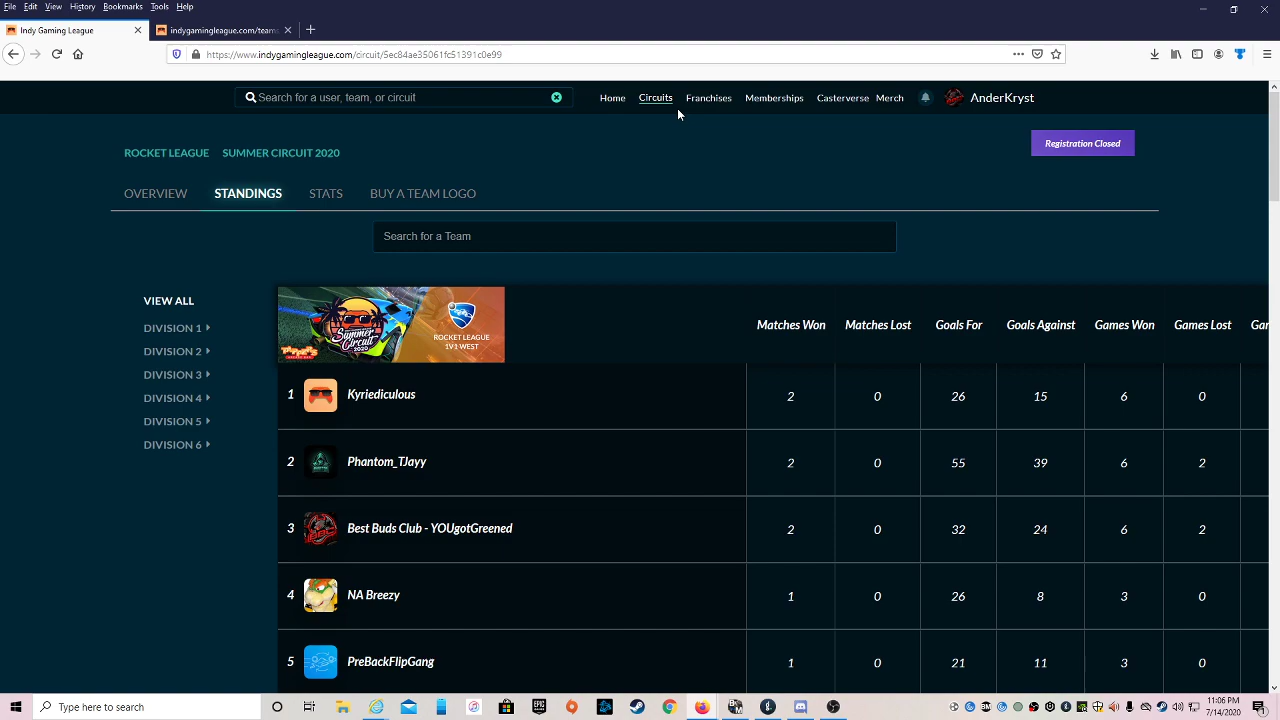 File Edit View History Bookmarks Tools Help
Indy Gaming League
indygamingleague.com/teams
https://www.indygamingleague.com/circuit/5ec84ae35061fc51391c0e99
Search for a user, team, or circuit
Home Circuits Franchises Memberships Casterverse Merch AnderKryst
ROCKET LEAGUE SUMMER CIRCUIT 2020
Registration Closed
OVERVIEW STANDINGS STATS BUY A TEAM LOGO
Search for a Team
VIEW ALL
DIVISION 1
DIVISION 2
DIVISION 3
DIVISION 4
DIVISION 5
DIVISION 6
Summer Circuit 2020
ROCKET LEAGUE
1V1 WEST
Matches Won Matches Lost Goals For Goals Against Games Won Games Lost Gar
1 Kyriediculous 2 0 26 15 6 0
2 Phantom_TJayy 2 0 55 39 6 2
3 Best Buds Club - YOUgotGreened 2 0 32 24 6 2
4 NA Breezy 1 0 26 8 3 0
5 PreBackFlipGang 1 0 21 11 3 0
Type here to search
11:06 PM
7/14/2020